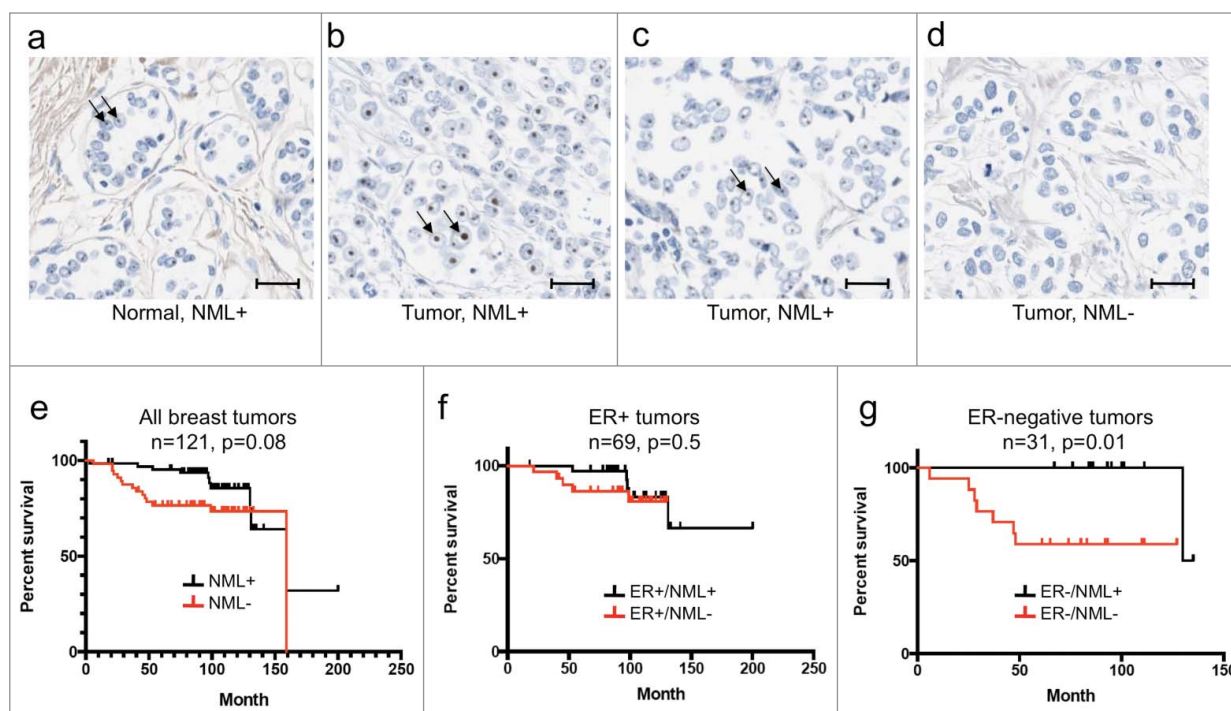 a
b
c
d
Normal, NML+
Tumor, NML+
Tumor, NML+
Tumor, NML-
e
All breast tumors
n=121, p=0.08
Percent survival
100
50
0
NML+
NML-
0
50
100
150
200
250
Month
f
ER+ tumors
n=69, p=0.5
Percent survival
100
50
0
ER+/NML+
ER+/NML-
0
50
100
150
200
250
Month
g
ER-negative tumors
n=31, p=0.01
Percent survival
100
50
0
ER-/NML+
ER-/NML-
50
100
150
Month